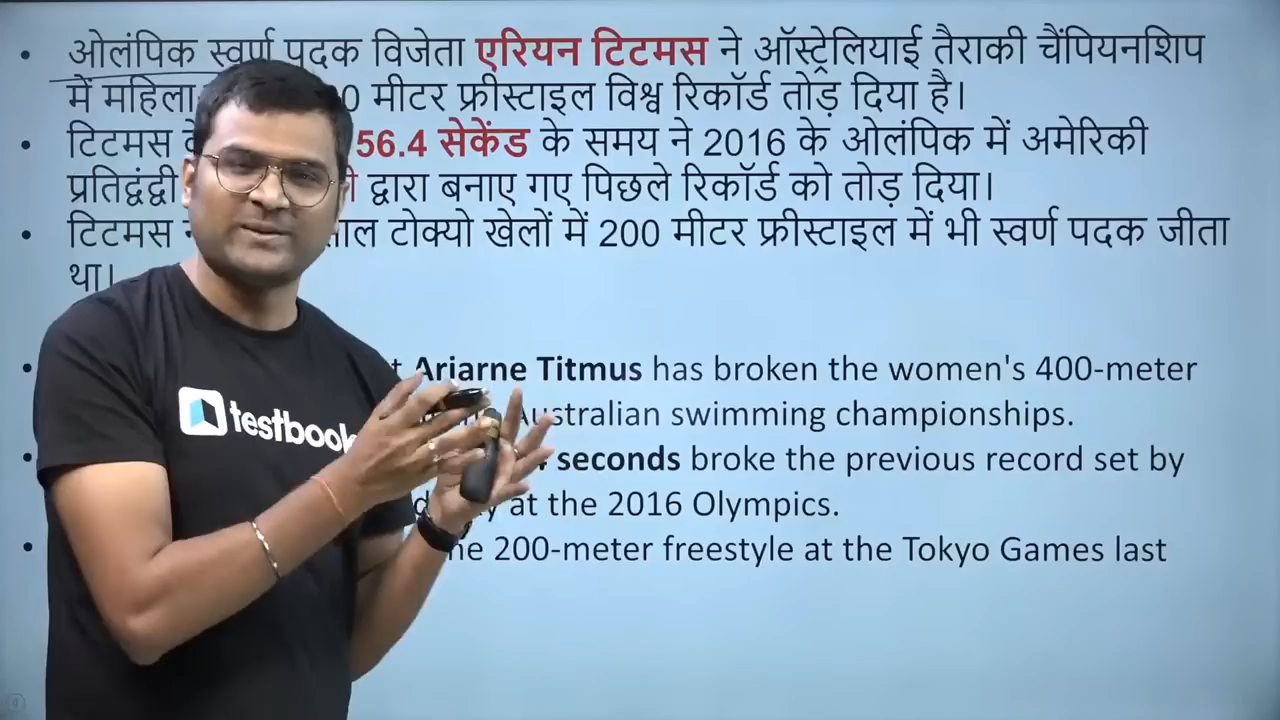 ओलंपिक स्वर्ण पदक विजेता एरियन टिटमस ने ऑस्ट्रेलियाई तैराकी चैंपियनशिप
में महिला 0 मीटर फ्रीस्टाइल विश्व रिकॉर्ड तोड़ दिया है।
टिटमस 56.4 सेकेंड के समय ने 2016 के ओलंपिक में अमेरिकी
प्रतिद्वंद्वी द्वारा बनाए गए पिछले रिकॉर्ड को तोड़ दिया।
टिटमस टोक्यो खेलों में 200 मीटर फ्रीस्टाइल में भी स्वर्ण पदक जीता
था।
Ariarne Titmus has broken the women's 400-meter
Australian swimming championships.
seconds broke the previous record set by
at the 2016 Olympics.
200-meter freestyle at the Tokyo Games last
testbook